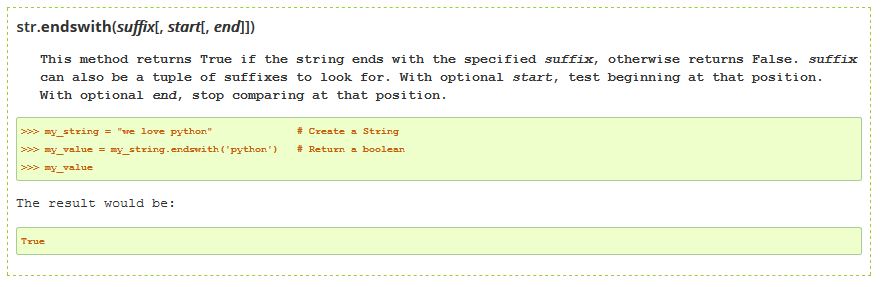 str.endswith(suffix[, start[, end]])
This method returns True if the string ends with the specified suffix, otherwise returns False. suffix
can also be a tuple of suffixes to look for. With optional start, test beginning at that position.
With optional end, stop comparing at that position.
>>> my_string = "we love python" # Create a String
>>> my_value = my_string.endswith('python') # Return a boolean
>>> my_value
The result would be:
True